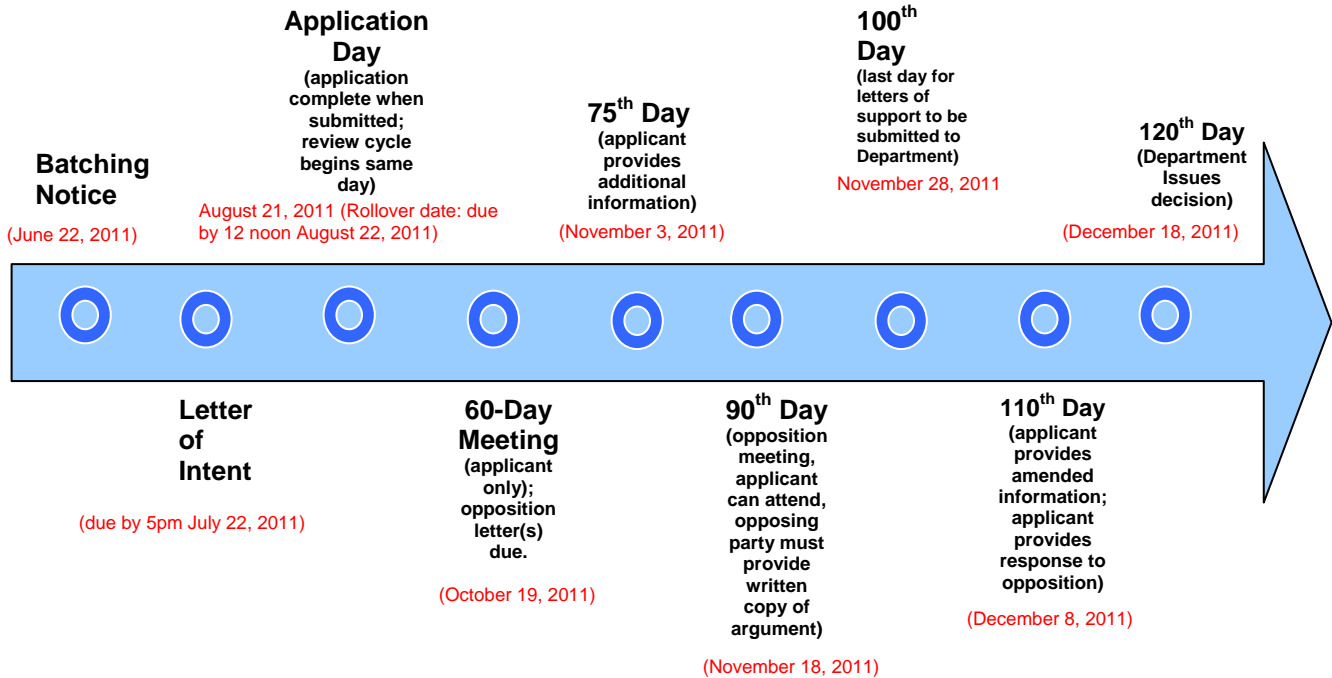 Batching
Notice
(June 22, 2011)
Letter
of
Intent
(due by 5pm July 22, 2011)
Application
Day
(application
complete when
submitted;
review cycle
begins same
day)
August 21, 2011 (Rollover date: due
by 12 noon August 22, 2011)
60-Day
Meeting
(applicant
only);
opposition
letter(s)
due.
(October 19, 2011)
75th Day
(applicant
provides
additional
information)
(November 3, 2011)
90th Day
(opposition
meeting,
applicant
can attend,
opposing
party must
provide
written
copy of
argument)
(November 18, 2011)
100th
Day
(last day for
letters of
support to be
submitted to
Department)
November 28, 2011
110th Day
(applicant
provides
amended
information;
applicant
provides
response to
opposition)
(December 8, 2011)
120th Day
(Department
Issues
decision)
(December 18, 2011)